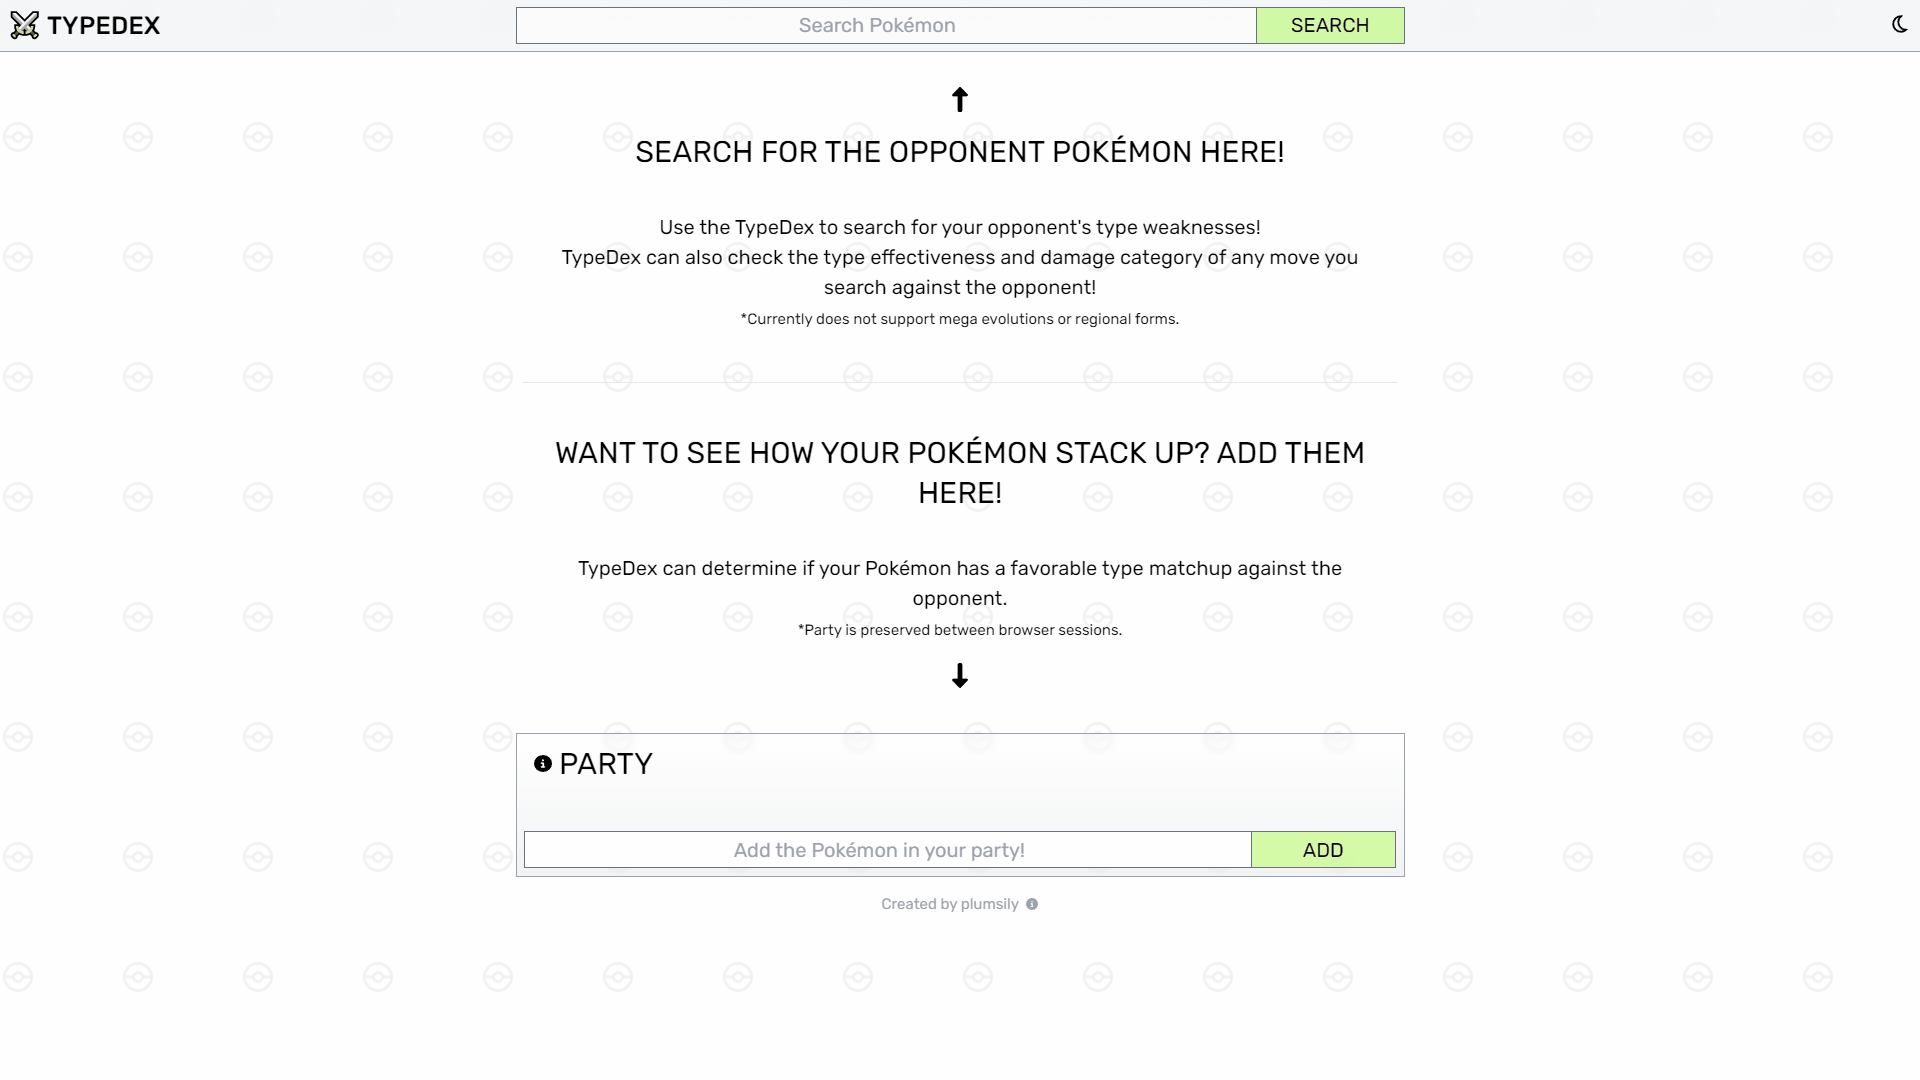 TYPEDEX
Search Pokémon
SEARCH
SEARCH FOR THE OPPONENT POKÉMON HERE!
Use the TypeDex to search for your opponent's type weaknesses!
TypeDex can also check the type effectiveness and damage category of any move you
search against the opponent!
*Currently does not support mega evolutions or regional forms.
WANT TO SEE HOW YOUR POKÉMON STACK UP? ADD THEM
HERE!
TypeDex can determine if your Pokémon has a favorable type matchup against the
opponent.
*Party is preserved between browser sessions.
PARTY
Add the Pokémon in your party!
ADD
Created by plumsily